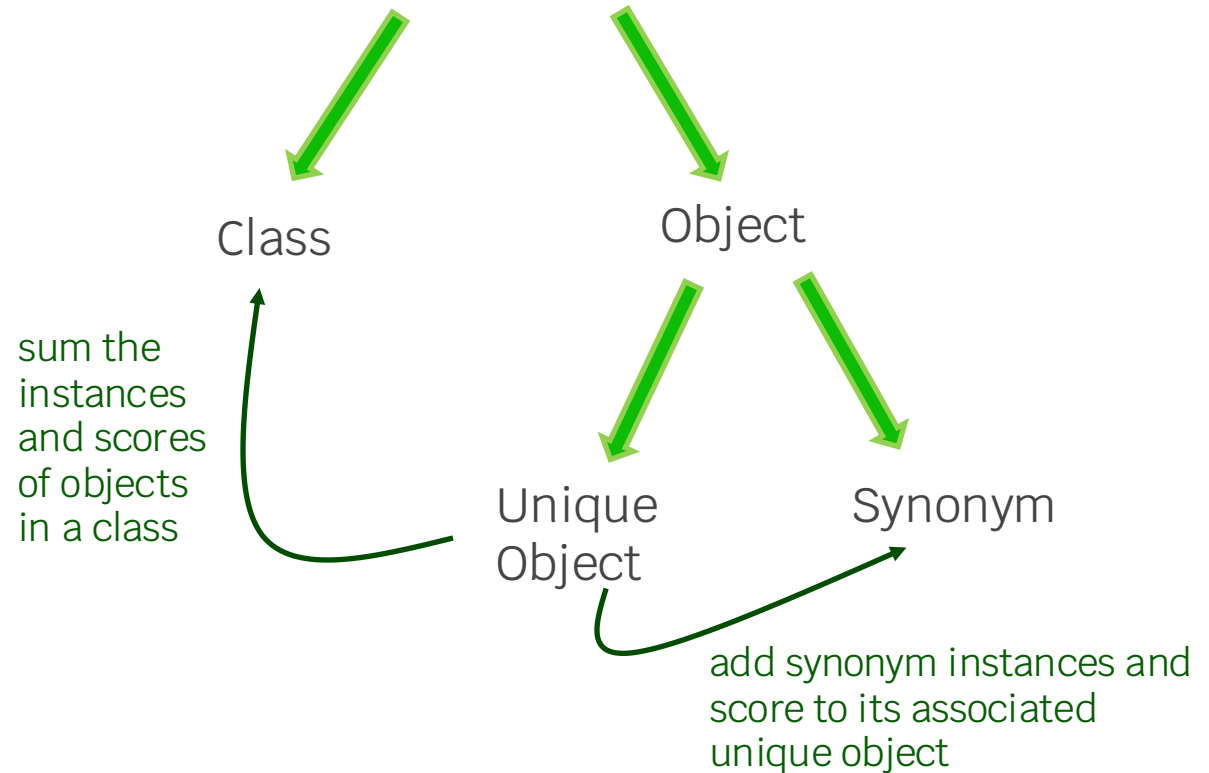 Class
Object
sum the
instances
and scores
of objects
in a class
Unique
Object
Synonym
add synonym instances and
score to its associated
unique object